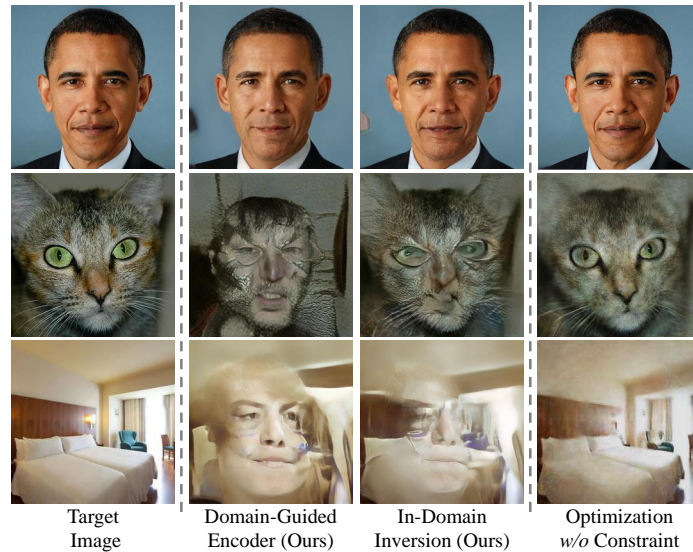 Target
Image
Domain-Guided
Encoder (Ours)
In-Domain
Inversion (Ours)
Optimization
w/o Constraint